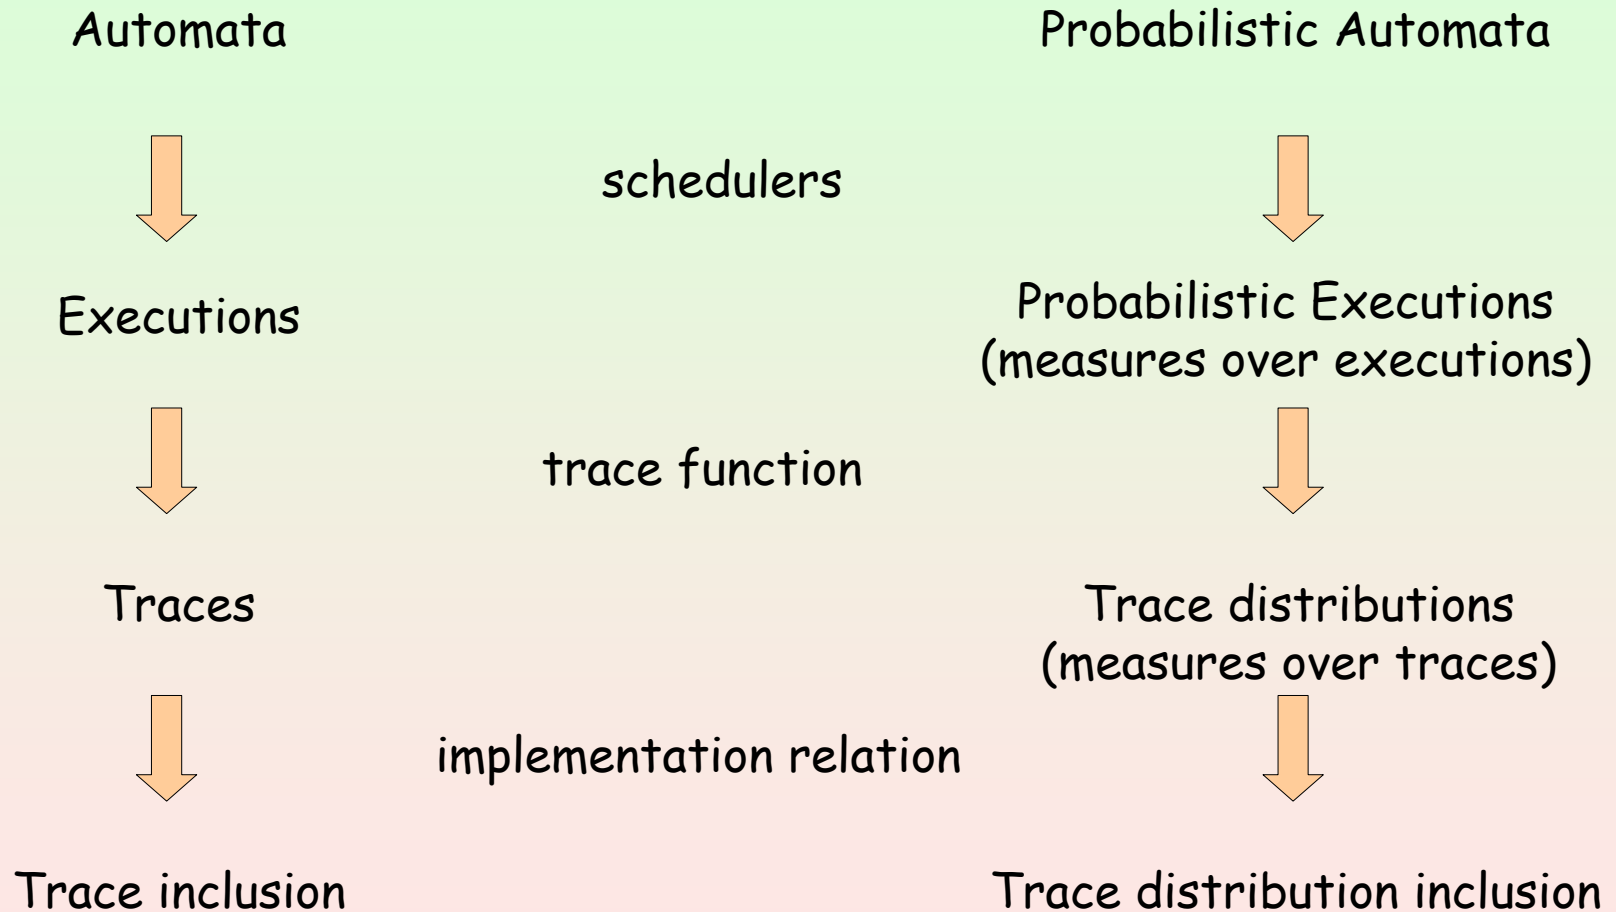 Automata
Probabilistic Automata
schedulers
Executions
Probabilistic Executions
(measures over executions)
trace function
Traces
Trace distributions
(measures over traces)
implementation relation
Trace inclusion
Trace distribution inclusion